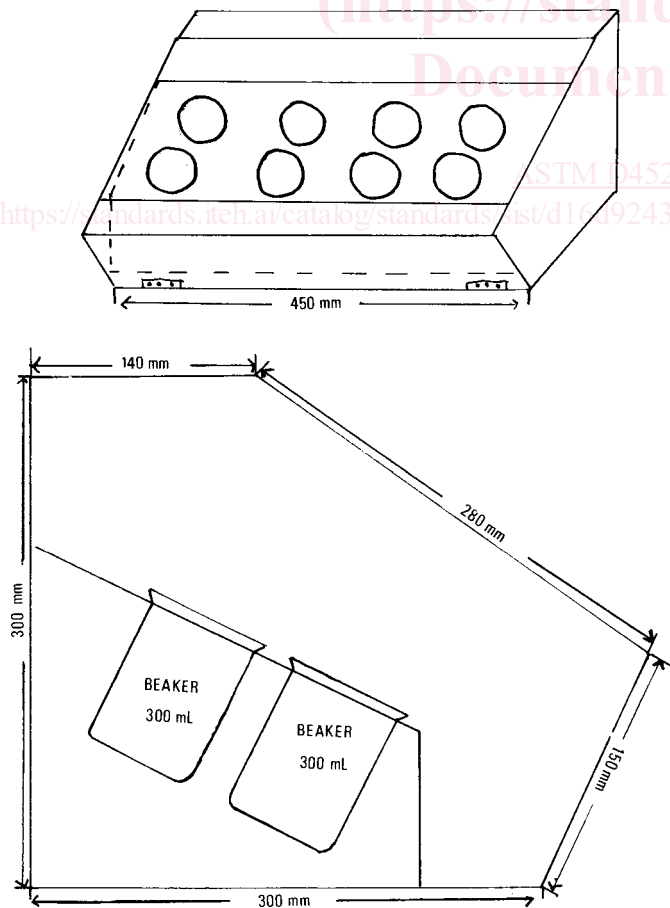 (https://stand
Documen
ASTM D452
https://standards.iteh.ai/catalog/standards/sist/d16d9243
450 mm
140 mm
280 mm
300 mm
BEAKER
300 mL
BEAKER
300 mL
150 mm
300 mm